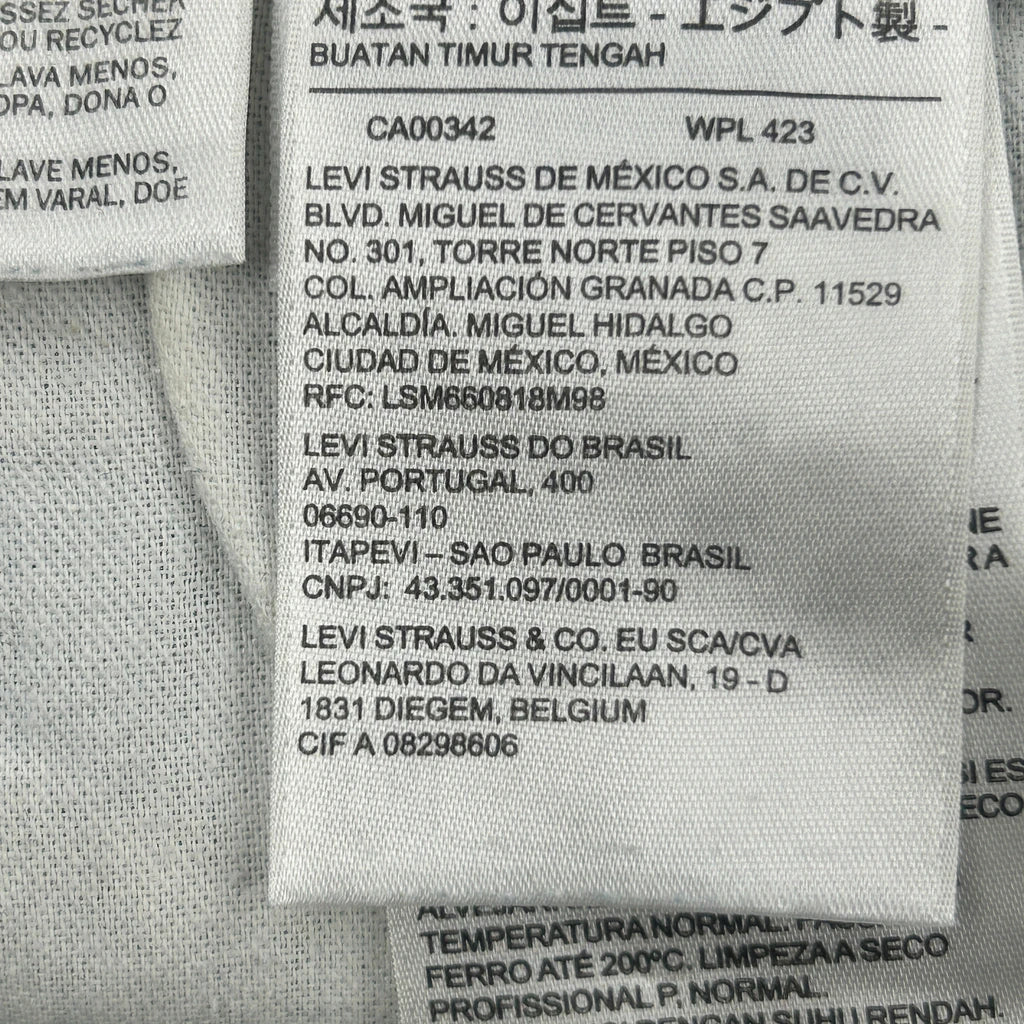 OU RECYCLEZ
LAVA MENOS,
DONA O
LAVE MENOS,
EM VARAL, DOE
제조국 : 이집트 - エジプト製 -
BUATAN TIMUR TENGAH
CA00342 WPL 423
LEVI STRAUSS DE MÉXICO S.A. DE C.V.
BLVD. MIGUEL DE CERVANTES SAAVEDRA
NO. 301, TORRE NORTE PISO 7
COL. AMPLIACIÓN GRANADA C.P. 11529
ALCALDÍA. MIGUEL HIDALGO
CIUDAD DE MÉXICO, MÉXICO
RFC: LSM660818M98
LEVI STRAUSS DO BRASIL
AV. PORTUGAL, 400
06690-110
ITAPEVI – SAO PAULO BRASIL
CNPJ: 43.351.097/0001-90
LEVI STRAUSS & CO. EU SCA/CVA
LEONARDO DA VINCILAAN, 19 - D
1831 DIEGEM, BELGIUM
CIF A 08298606
TEMPERATURA NORMAL.
FERRO ATÉ 200ºC. LIMPEZA A SECO
PROFISSIONAL P, NORMAL.
DENGAN SUHU RENDAH.